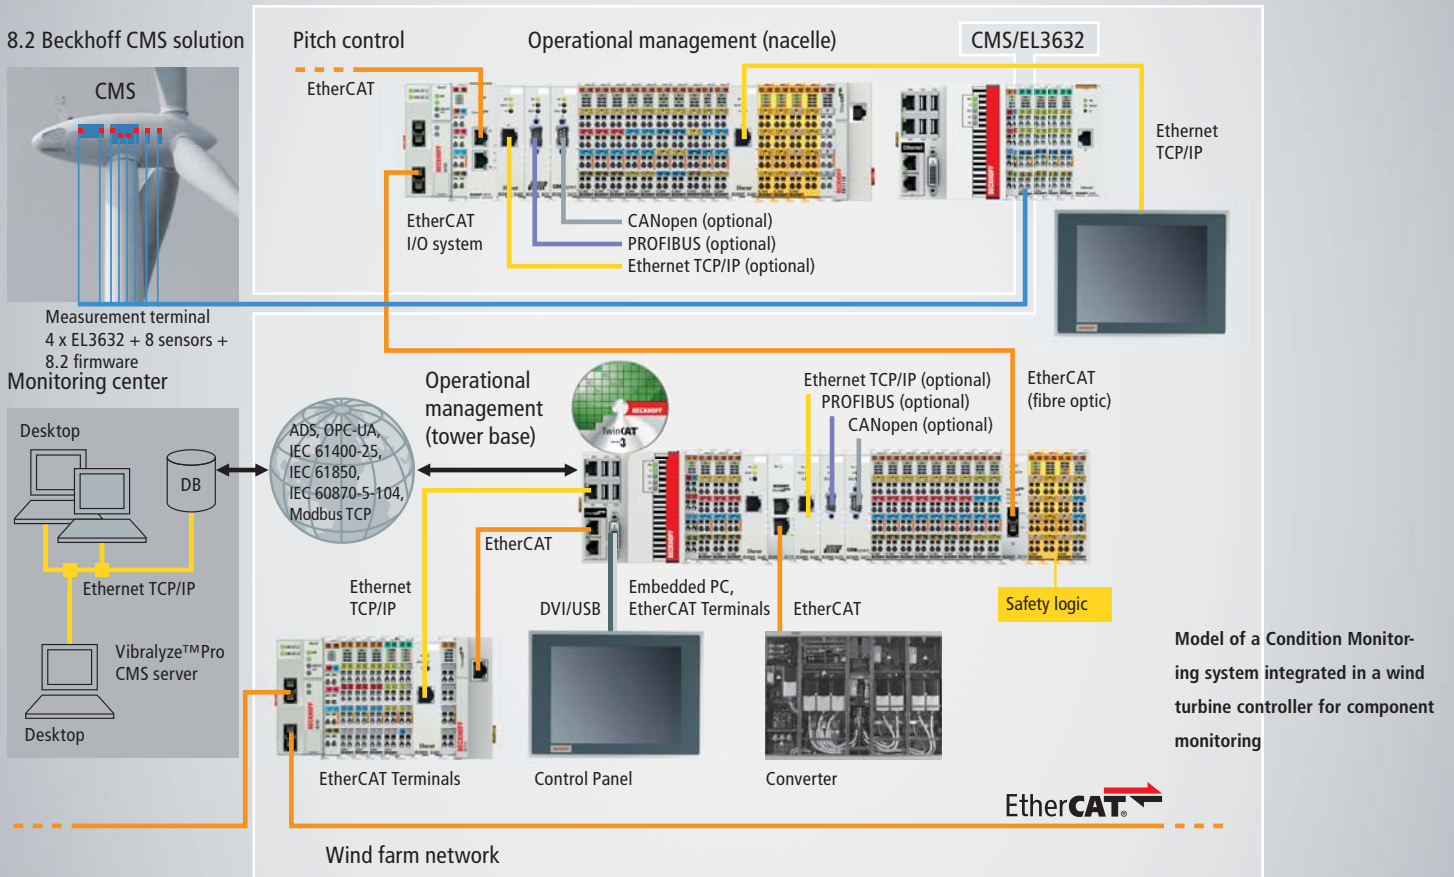 8.2 Beckhoff CMS solution
Pitch control
Operational management (nacelle)
CMS/EL3632
CMS
EtherCAT
Ethernet
TCP/IP
EtherCAT
I/O system
CANopen (optional)
PROFIBUS (optional)
Ethernet TCP/IP (optional)
Measurement terminal
4 x EL3632 + 8 sensors +
8.2 firmware
Monitoring center
Desktop
DB
Ethernet TCP/IP
Vibralyze™Pro
CMS server
Desktop
ADS, OPC-UA,
IEC 61400-25,
IEC 61850,
IEC 60870-5-104,
Modbus TCP
Operational
management
(tower base)
BECKHOFF
TwinCAT
3
Ethernet TCP/IP (optional)
PROFIBUS (optional)
CANopen (optional)
EtherCAT
(fibre optic)
EtherCAT
Ethernet
TCP/IP
DVI/USB
Embedded PC,
EtherCAT Terminals
EtherCAT
Safety logic
EtherCAT Terminals
Control Panel
Converter
Model of a Condition Monitor-
ing system integrated in a wind
turbine controller for component
monitoring
EtherCAT®
Wind farm network